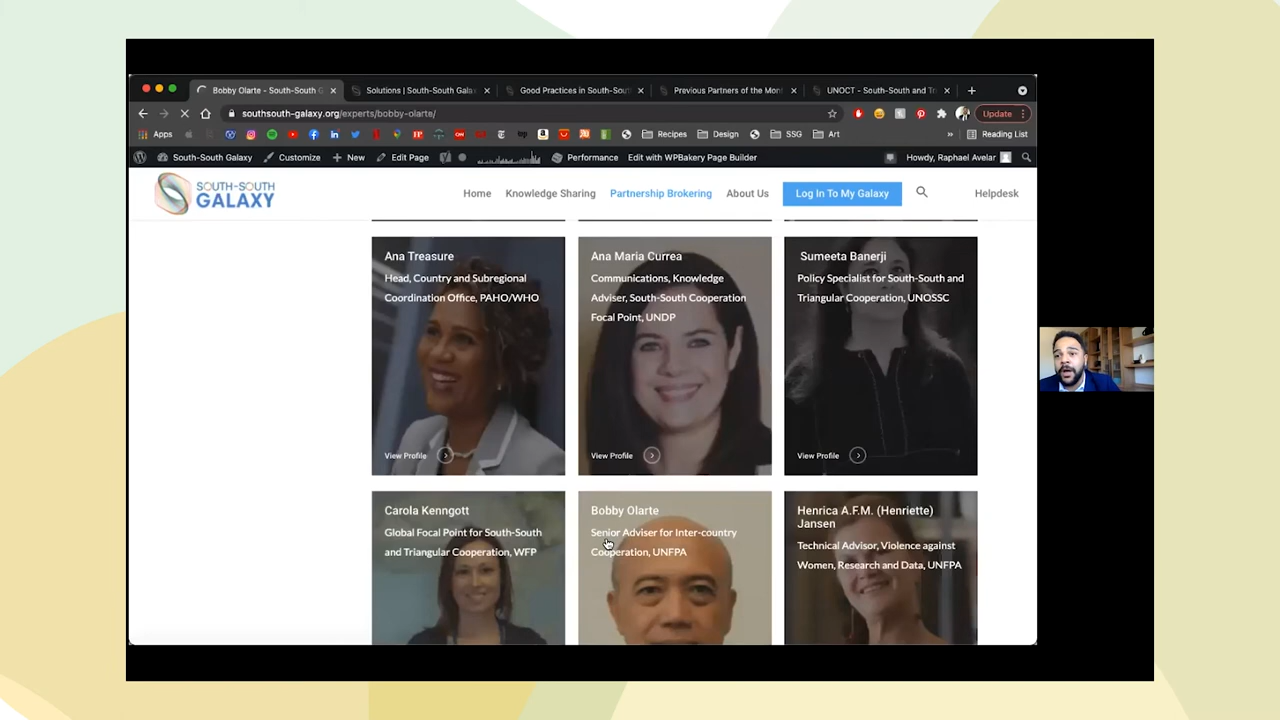 Bobby Olarte - South-South G
Solutions | South-South Gala
Good Practices in South-Sout
Previous Partners of the Mon
UNOCT - South-South and Tri
southsouth-galaxy.org/experts/bobby-olarte/
Update
Apps
Recipes
Design
SSG
Art
Reading List
South-South Galaxy
Customize
New
Edit Page
Performance
Edit with WPBakery Page Builder
Howdy, Raphael Avelar
SOUTH-SOUTH
GALAXY
Home
Knowledge Sharing
Partnership Brokering
About Us
Log In To My Galaxy
Helpdesk
Ana Treasure
Head, Country and Subregional
Coordination Office, PAHO/WHO
View Profile
Ana Maria Currea
Communications, Knowledge
Adviser, South-South Cooperation
Focal Point, UNDP
View Profile
Sumeeta Banerji
Policy Specialist for South-South and
Triangular Cooperation, UNOSSC
View Profile
Carola Kenngott
Global Focal Point for South-South
and Triangular Cooperation, WFP
Bobby Olarte
Senior Adviser for Inter-country
Cooperation, UNFPA
Henrica A.F.M. (Henriette)
Jansen
Technical Advisor, Violence against
Women, Research and Data, UNFPA